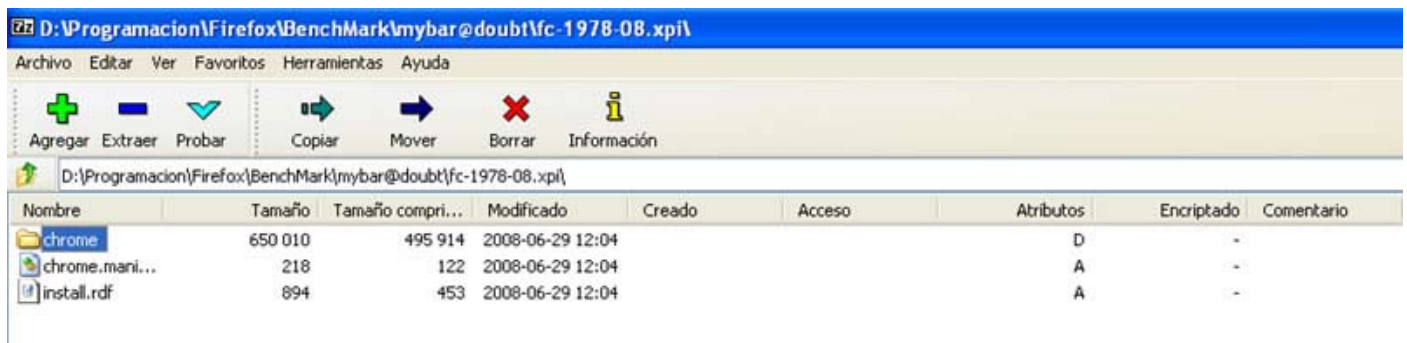 7z D:\Programacion\Firefox\BenchMark\mybar@doubt\fc-1978-08.xpi\
Archivo Editar Ver Favoritos Herramientas Ayuda
Agregar Extraer Probar Copiar Mover Borrar Información
D:\Programacion\Firefox\BenchMark\mybar@doubt\fc-1978-08.xpi\
Nombre Tamaño Tamaño compri... Modificado Creado Acceso Atributos Encriptado Comentario
chrome 650 010 495 914 2008-06-29 12:04 D -
chrome.mani... 218 122 2008-06-29 12:04 A -
install.rdf 894 453 2008-06-29 12:04 A -